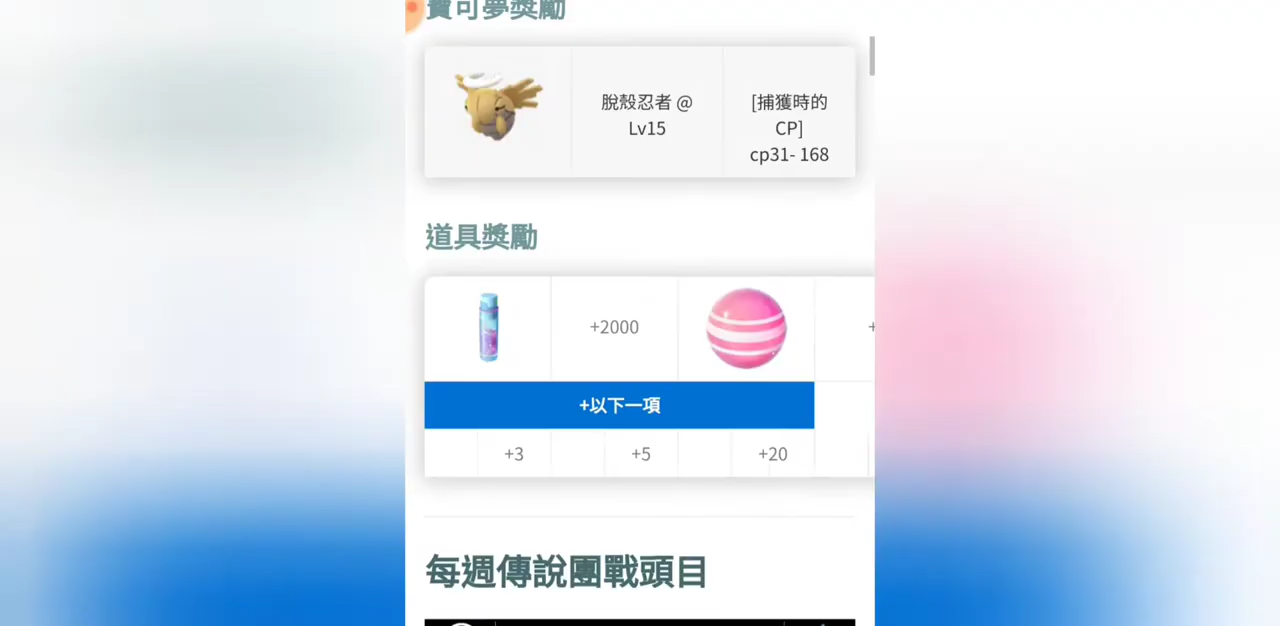 寶可夢獎勵
脫殼忍者 @
Lv15
[捕獲時的
CP]
cp31- 168
道具獎勵
+2000
+
+以下一項
+3
+5
+20
每週傳說團戰頭目